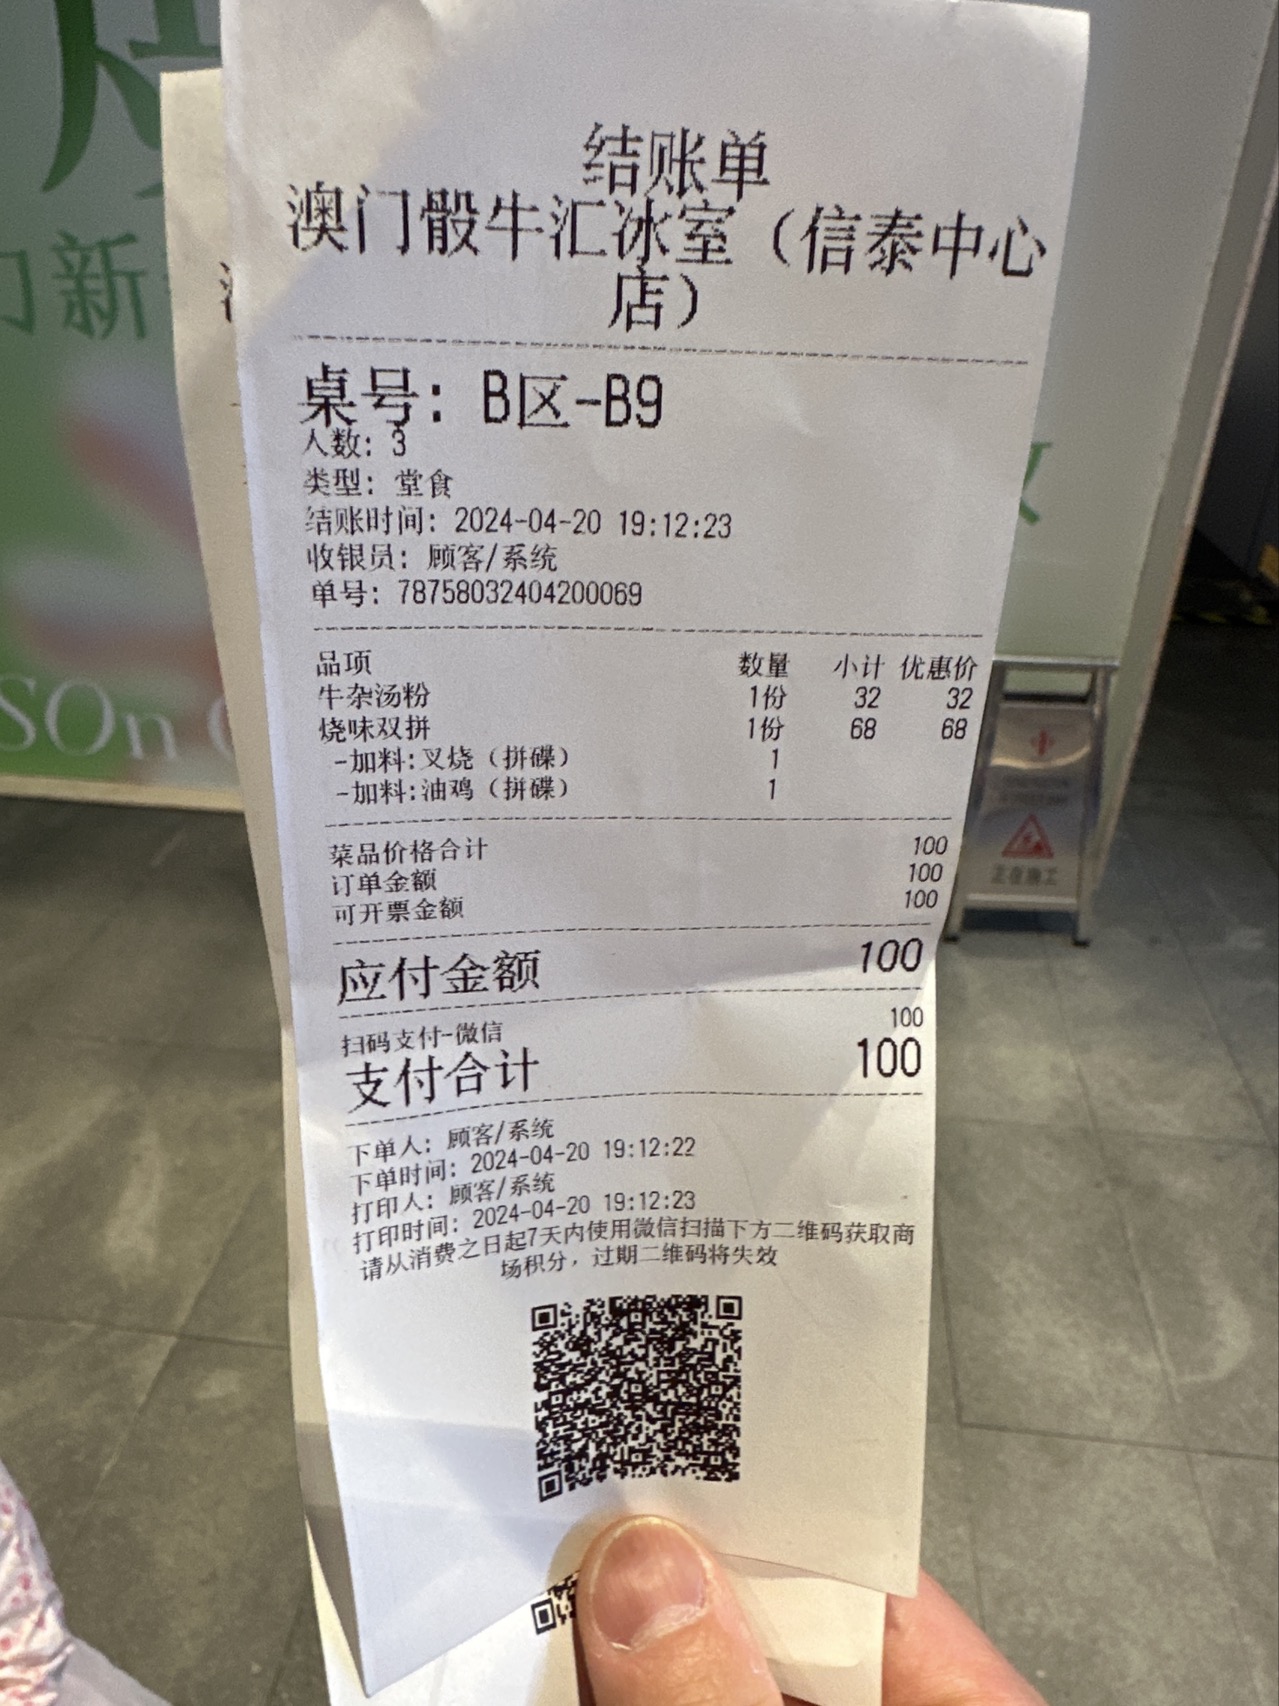 结账单
澳门骰牛汇冰室（信泰中心
店）
桌号: B区-B9
人数: 3
类型: 堂食
结账时间: 2024-04-20 19:12:23
收银员: 顾客/系统
单号: 78758032404200069
品项 数量 小计 优惠价
牛杂汤粉 1份 32 32
烧味双拼 1份 68 68
-加料:叉烧（拼碟） 1
-加料:油鸡（拼碟） 1
菜品价格合计 100
订单金额 100
可开票金额 100
应付金额 100
扫码支付-微信 100
支付合计 100
下单人: 顾客/系统
下单时间: 2024-04-20 19:12:22
打印人: 顾客/系统
打印时间: 2024-04-20 19:12:23
请从消费之日起7天内使用微信扫描下方二维码获取商
场积分，过期二维码将失效
新
son
正在施工